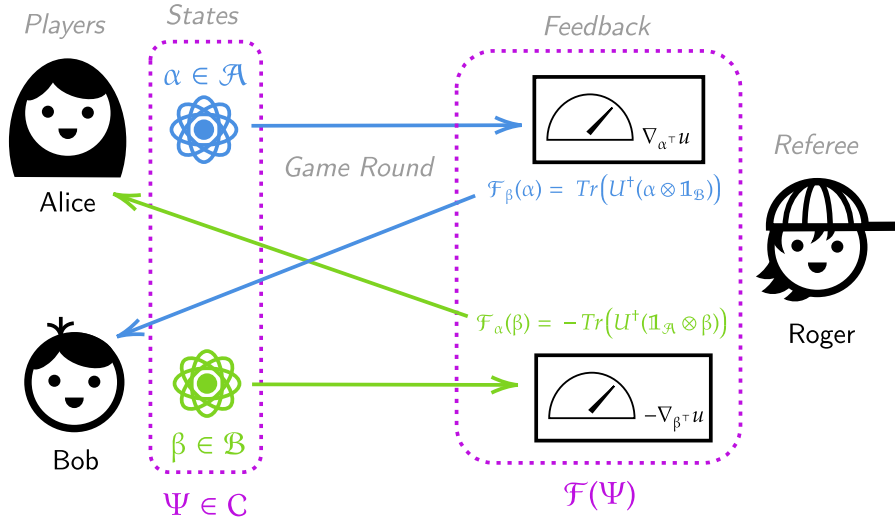 Players
States
Feedback
Referee
α ∈ 𝒜
∇_{α^⊤} u
Game Round
Alice
ℱ_β(α) = Tr(U^†(α ⊗ 𝟙_ℬ))
ℱ_α(β) = −Tr(U^†(𝟙_𝒜 ⊗ β))
Roger
−∇_{β^⊤} u
β ∈ ℬ
Bob
Ψ ∈ C
ℱ(Ψ)